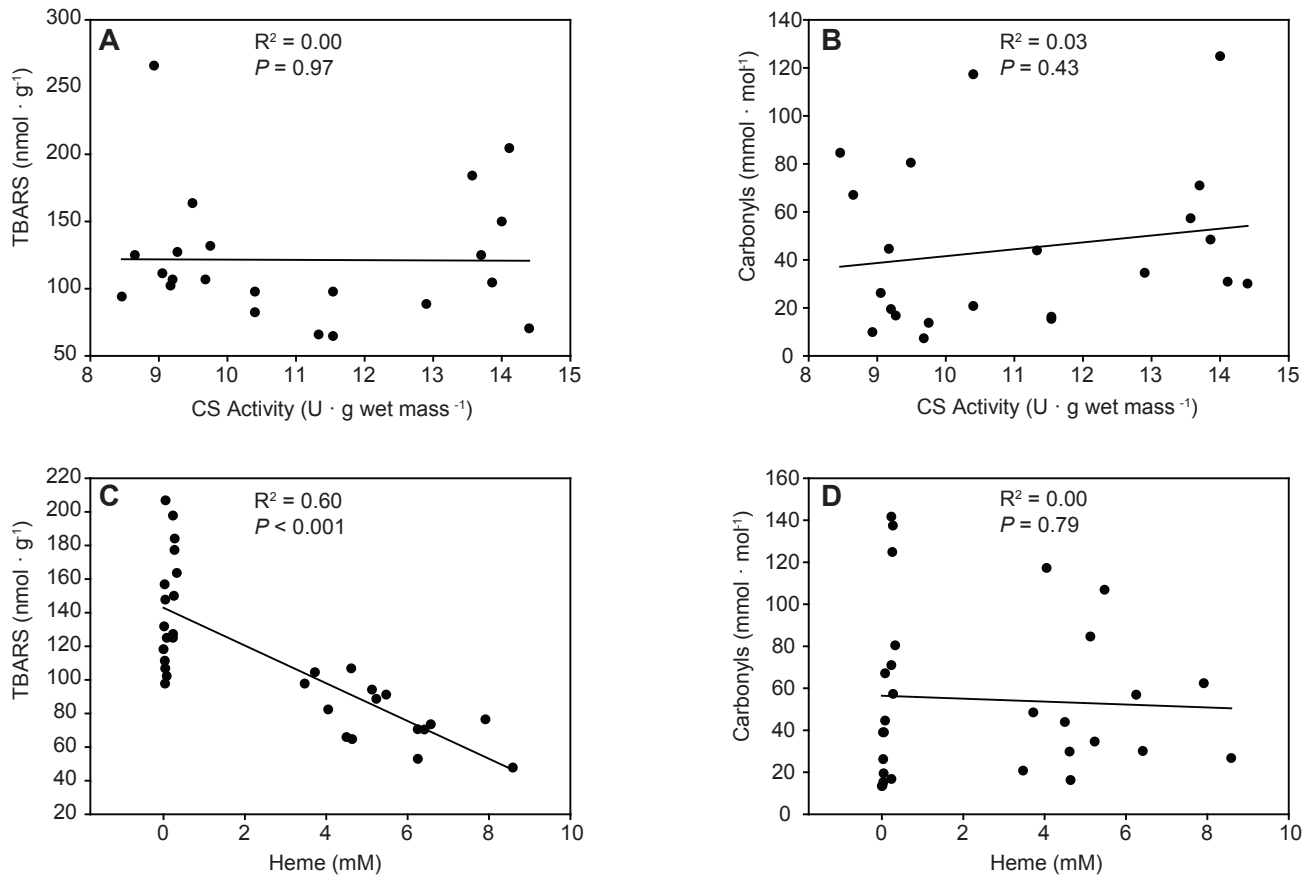 A
R² = 0.00
P = 0.97
TBARS (nmol · g⁻¹)
300
250
200
150
100
50
8 9 10 11 12 13 14 15
CS Activity (U · g wet mass ⁻¹)
B
R² = 0.03
P = 0.43
Carbonyls (mmol · mol⁻¹)
140
120
100
80
60
40
20
0
8 9 10 11 12 13 14 15
CS Activity (U · g wet mass ⁻¹)
C
R² = 0.60
P < 0.001
TBARS (nmol · g⁻¹)
220
200
180
160
140
120
100
80
60
40
20
0 2 4 6 8 10
Heme (mM)
D
R² = 0.00
P = 0.79
Carbonyls (mmol · mol⁻¹)
160
140
120
100
80
60
40
20
0
0 2 4 6 8 10
Heme (mM)